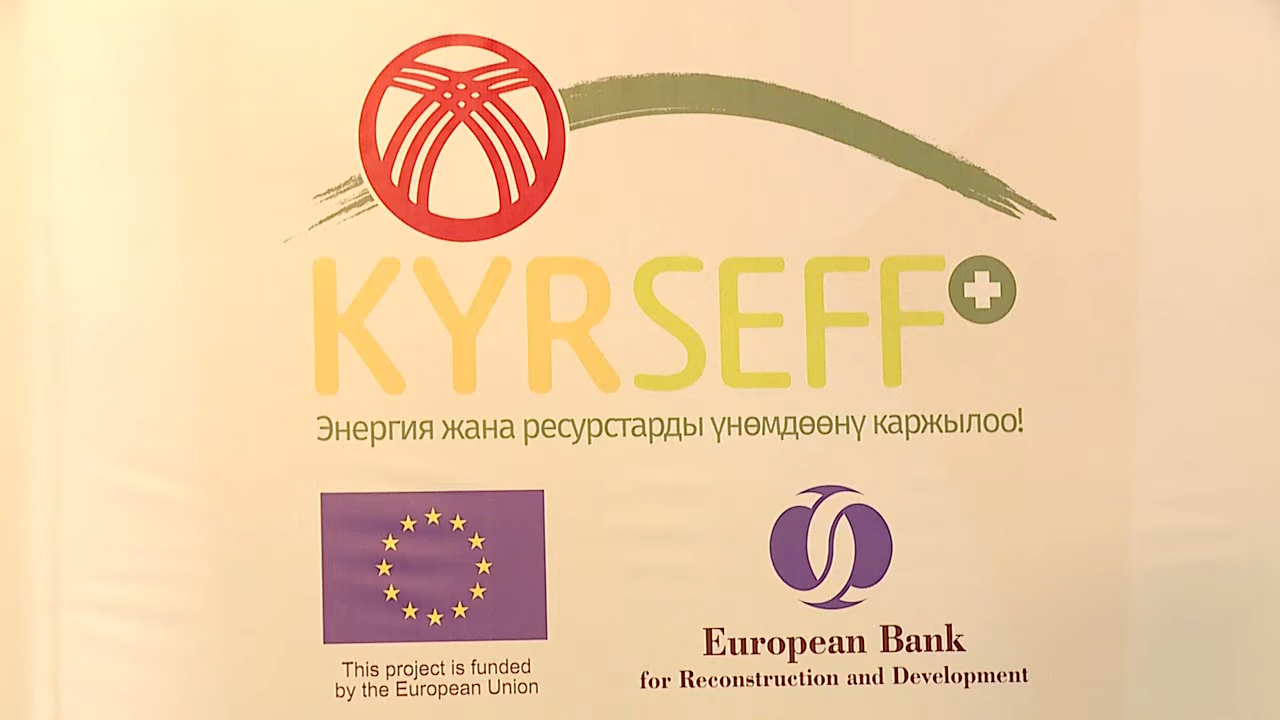 KYRSEFF+
Энергия жана ресурстарды үнөмдөөнү каржылоо!
This project is funded
by the European Union
European Bank
for Reconstruction and Development